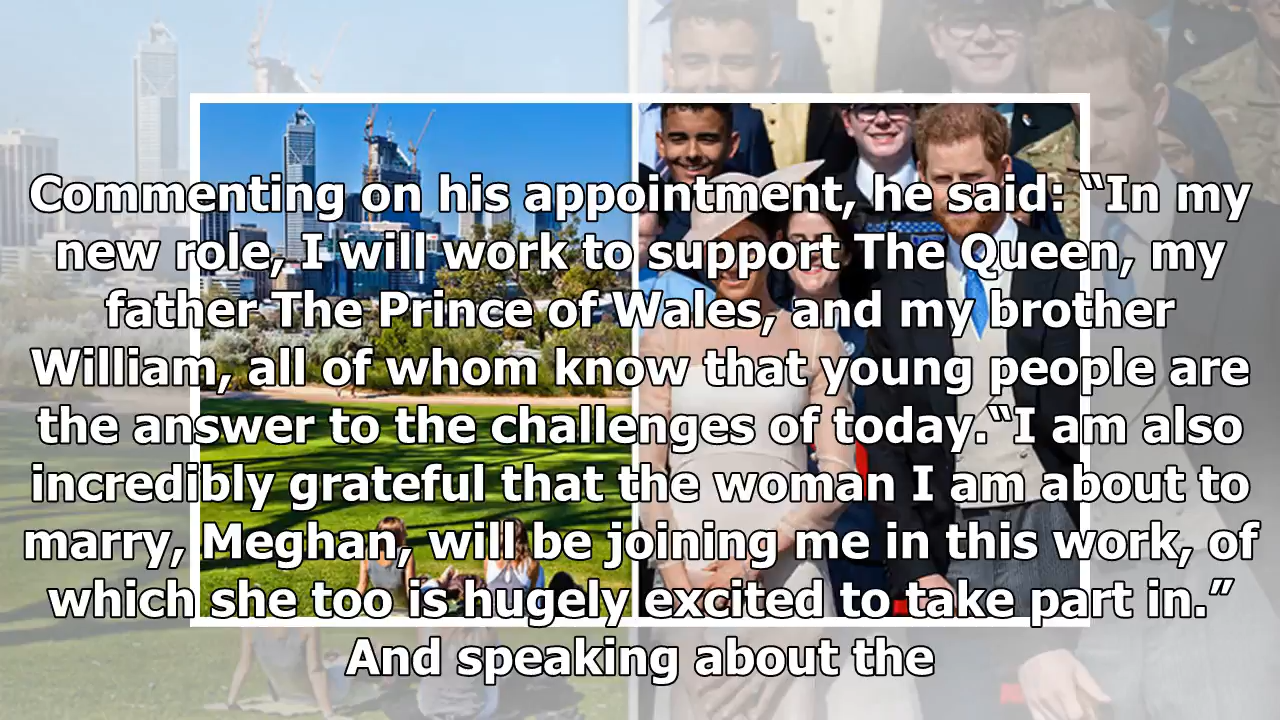 Commenting on his appointment, he said: “In my
new role, I will work to support The Queen, my
father The Prince of Wales, and my brother
William, all of whom know that young people are
the answer to the challenges of today.“I am also
incredibly grateful that the woman I am about to
marry, Meghan, will be joining me in this work, of
which she too is hugely excited to take part in.”
And speaking about the